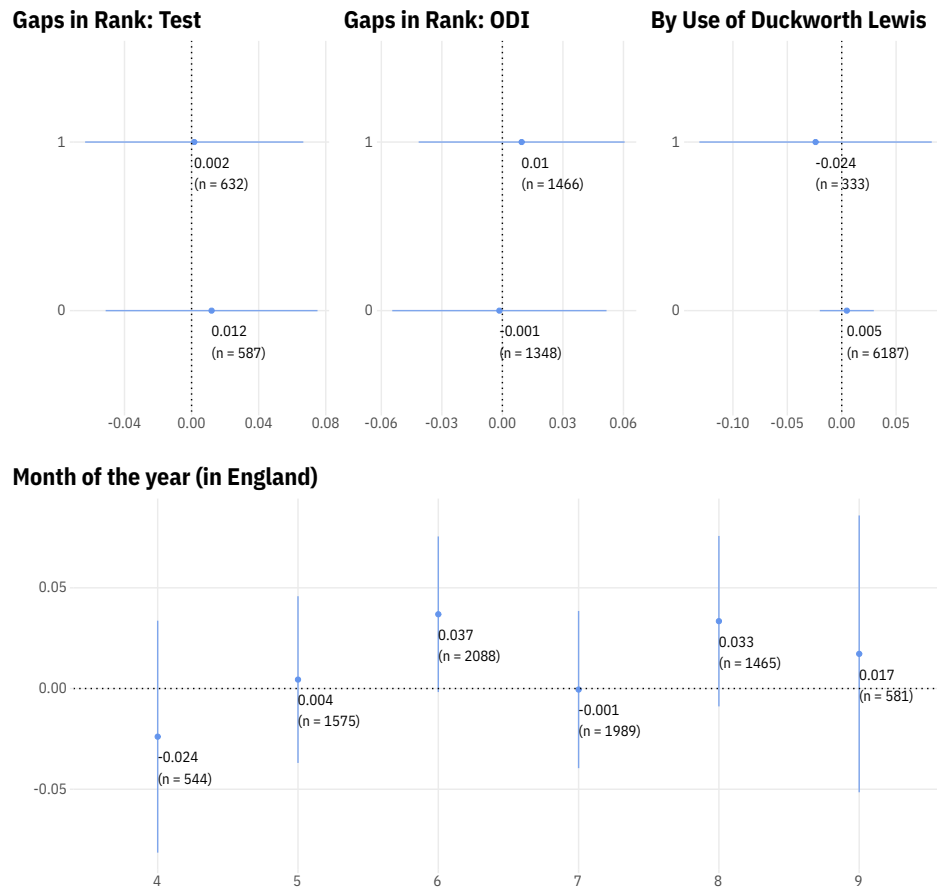 Gaps in Rank: Test
1
0.002
(n = 632)
0
0.012
(n = 587)
-0.04 0.00 0.04 0.08
Gaps in Rank: ODI
1
0.01
(n = 1466)
0
-0.001
(n = 1348)
-0.06 -0.03 0.00 0.03 0.06
By Use of Duckworth Lewis
1
-0.024
(n = 333)
0
0.005
(n = 6187)
-0.10 -0.05 0.00 0.05
Month of the year (in England)
0.05
0.00
-0.05
-0.024
(n = 544)
0.004
(n = 1575)
0.037
(n = 2088)
-0.001
(n = 1989)
0.033
(n = 1465)
0.017
(n = 581)
4 5 6 7 8 9